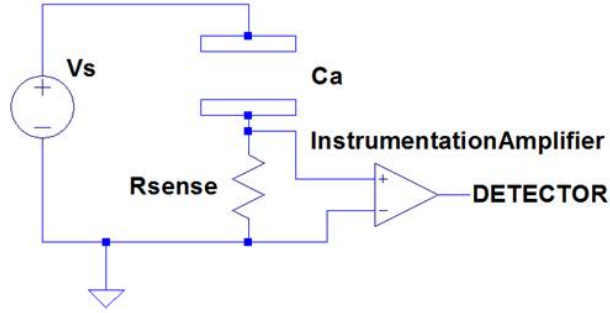 Vs
Ca
InstrumentationAmplifier
Rsense
DETECTOR